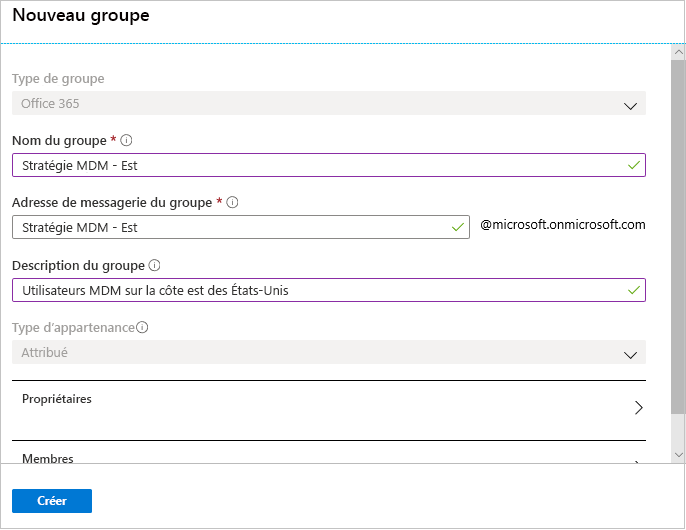 Nouveau groupe
Type de groupe
Office 365
Nom du groupe *
Stratégie MDM - Est
Adresse de messagerie du groupe *
Stratégie MDM - Est
@microsoft.onmicrosoft.com
Description du groupe
Utilisateurs MDM sur la côte est des États-Unis
Type d'appartenance
Attribué
Propriétaires
Membres
Créer